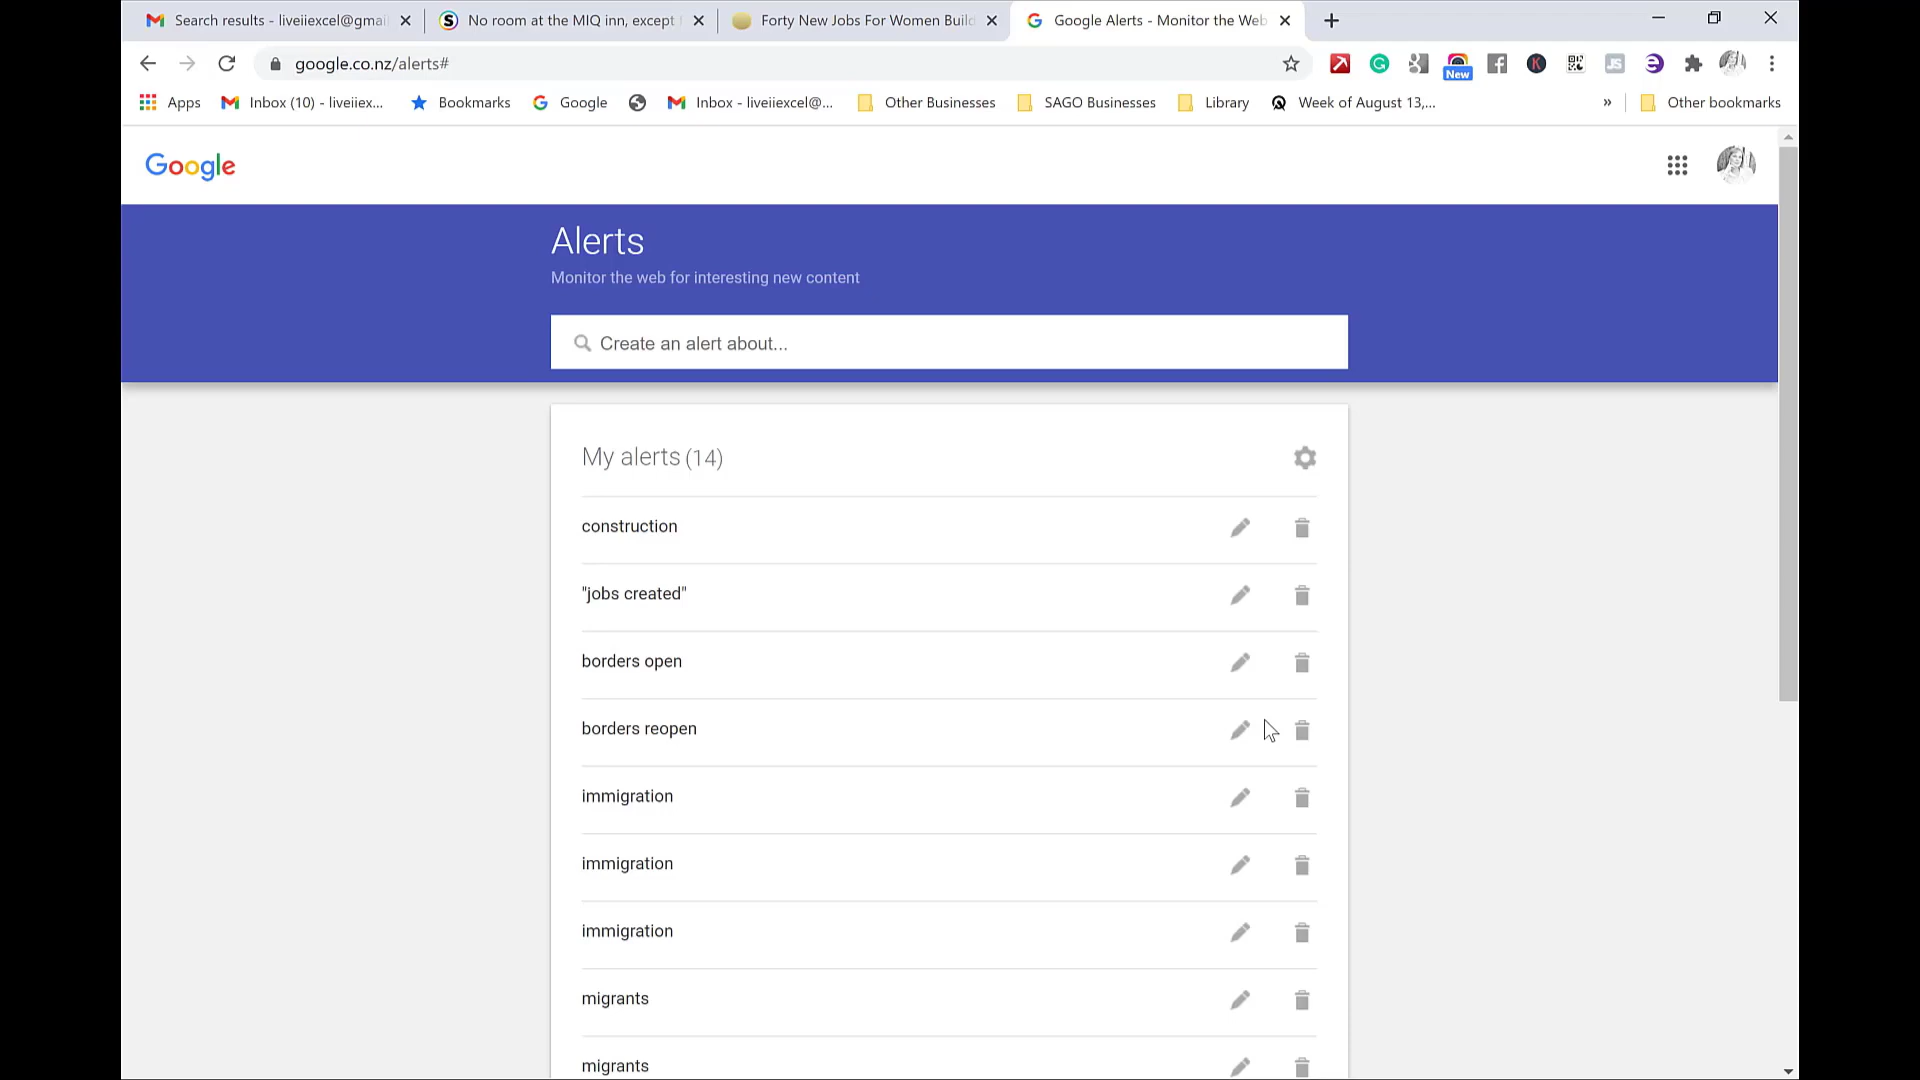 Search results - liveiiexcel@gmai
No room at the MIQ inn, except
Forty New Jobs For Women Build
Google Alerts - Monitor the Web
google.co.nz/alerts#
New
Apps
Inbox (10) - liveiiex...
Bookmarks
Google
Inbox - liveiiexcel@...
Other Businesses
SAGO Businesses
Library
Week of August 13,...
»
Other bookmarks
Google
Alerts
Monitor the web for interesting new content
Create an alert about...
My alerts (14)
construction
"jobs created"
borders open
borders reopen
immigration
immigration
immigration
migrants
migrants